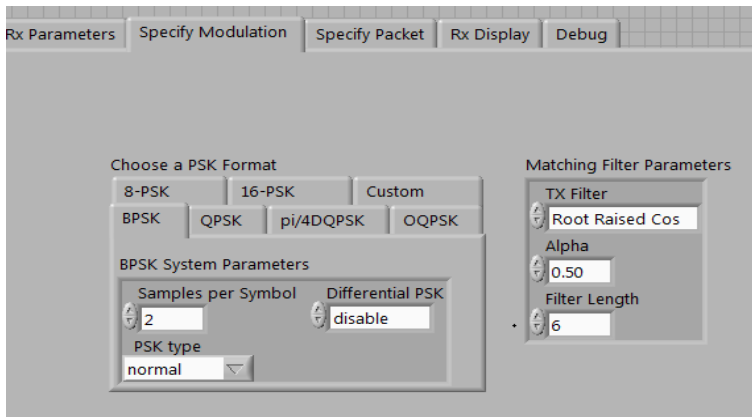 Rx Parameters Specify Modulation Specify Packet Rx Display Debug
Choose a PSK Format
8-PSK 16-PSK Custom
BPSK QPSK pi/4DQPSK OQPSK
BPSK System Parameters
Samples per Symbol Differential PSK
2 disable
PSK type
normal
Matching Filter Parameters
TX Filter
Root Raised Cos
Alpha
0.50
Filter Length
6